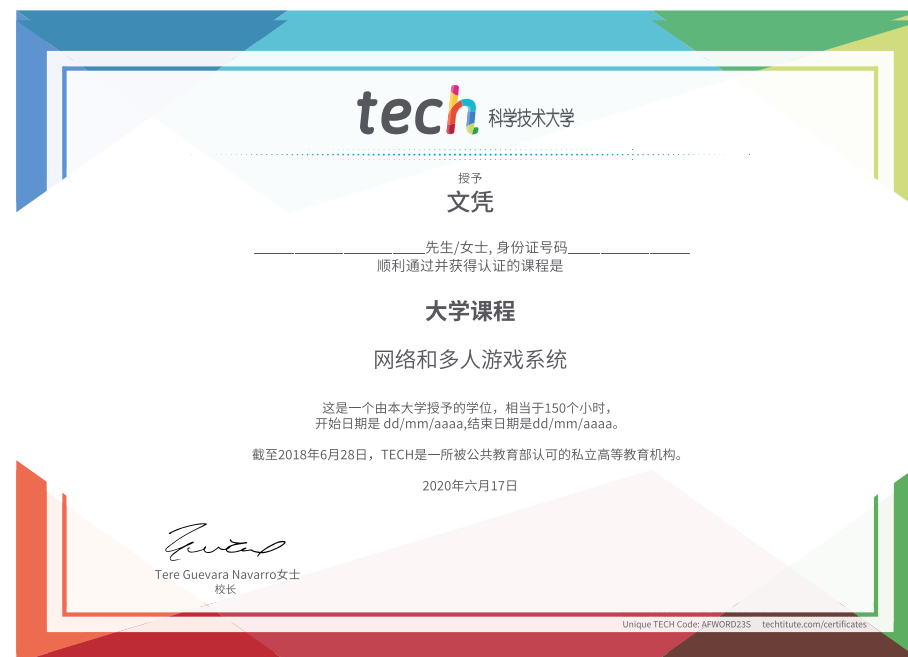 tech 科学技术大学
授予
文凭
______________________先生/女士, 身份证号码________________
顺利通过并获得认证的课程是
大学课程
网络和多人游戏系统
这是一个由本大学授予的学位，相当于150个小时，
开始日期是 dd/mm/aaaa,结束日期是dd/mm/aaaa。
截至2018年6月28日，TECH是一所被公共教育部认可的私立高等教育机构。
2020年六月17日
Tere Guevara Navarro女士
校长
Unique TECH Code: AFWORD23S techtitute.com/certificates